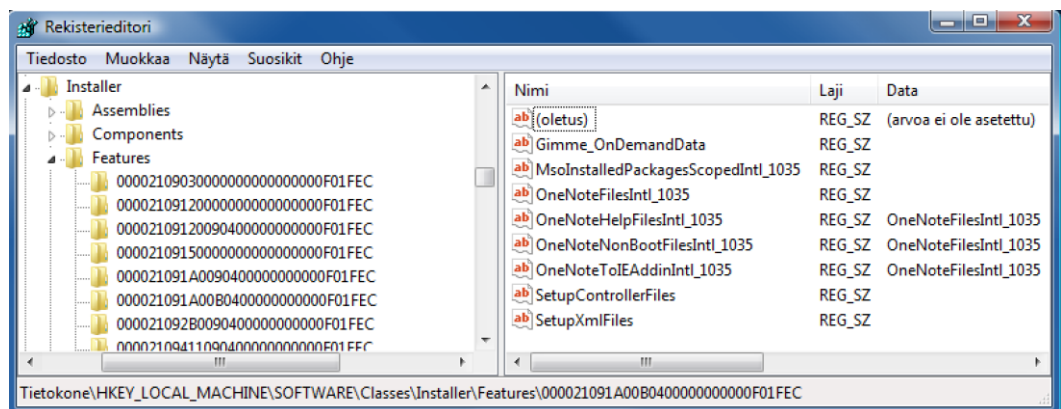 Rekisterieditori
Tiedosto Muokkaa Näytä Suosikit Ohje
Installer
Assemblies
Components
Features
00002109030000000000000000F01FEC
00002109120000000000000000F01FEC
00002109120090400000000000F01FEC
00002109150000000000000000F01FEC
000021091A0090400000000000F01FEC
000021091A00B0400000000000F01FEC
000021092B0090400000000000F01FEC
00002109411090400000000000F01FEC
Nimi Laji Data
(oletus) REG_SZ (arvoa ei ole asetettu)
Gimme_OnDemandData REG_SZ
MsoInstalledPackagesScopedIntl_1035 REG_SZ
OneNoteFilesIntl_1035 REG_SZ
OneNoteHelpFilesIntl_1035 REG_SZ OneNoteFilesIntl_1035
OneNoteNonBootFilesIntl_1035 REG_SZ OneNoteFilesIntl_1035
OneNoteToIEAddinIntl_1035 REG_SZ OneNoteFilesIntl_1035
SetupControllerFiles REG_SZ
SetupXmlFiles REG_SZ
Tietokone\HKEY_LOCAL_MACHINE\SOFTWARE\Classes\Installer\Features\000021091A00B0400000000000F01FEC